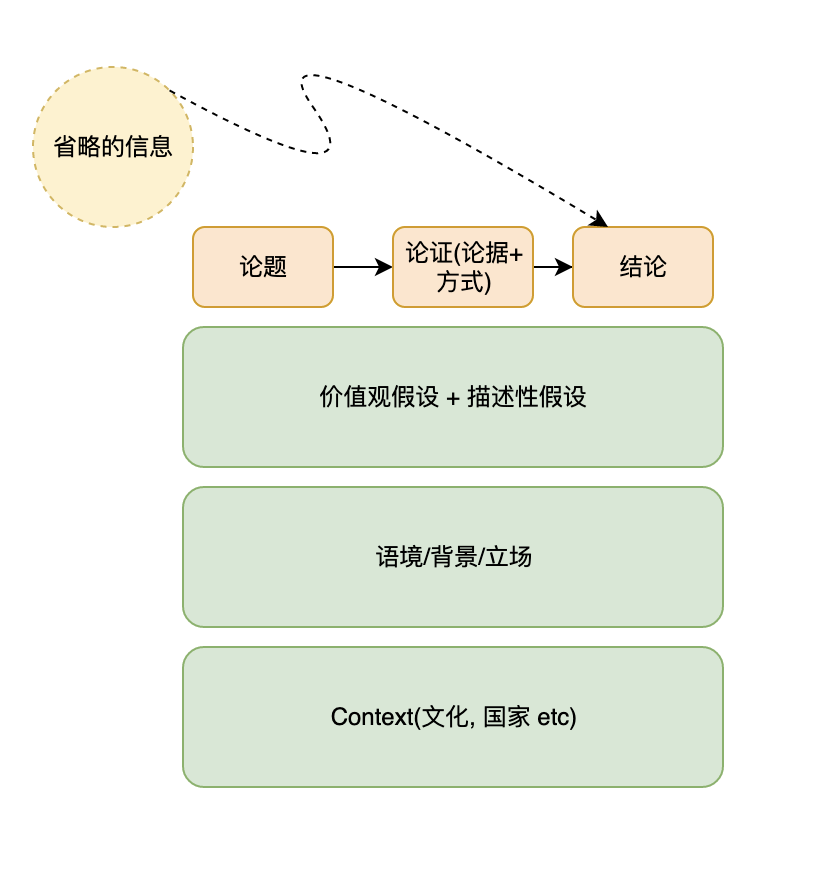 省略的信息
论题
论证(论据+
方式)
结论
价值观假设 + 描述性假设
语境/背景/立场
Context(文化, 国家 etc)